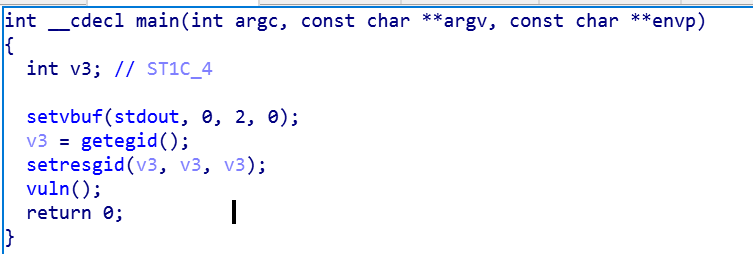 int __cdecl main(int argc, const char **argv, const char **envp)
{
int v3; // ST1C_4
setvbuf(stdout, 0, 2, 0);
v3 = getegid();
setresgid(v3, v3, v3);
vuln();
return 0;
}